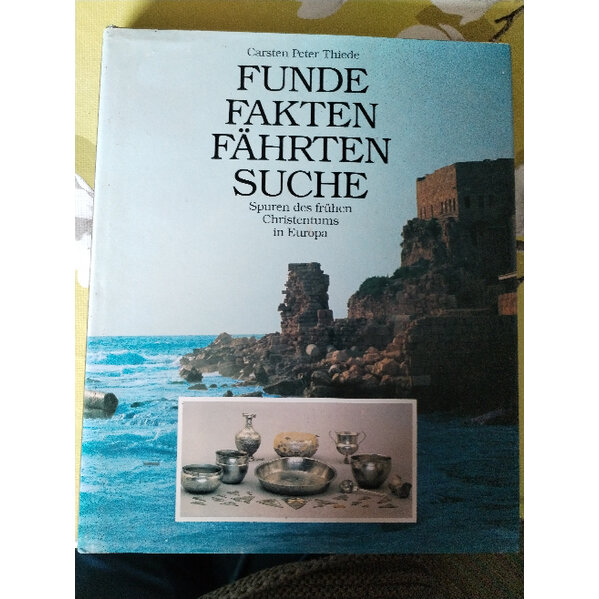 Carsten Peter Thiede
FUNDE
FAKTEN
FÄHRTEN
SUCHE
Spuren des frühen
Christentums
in Europa